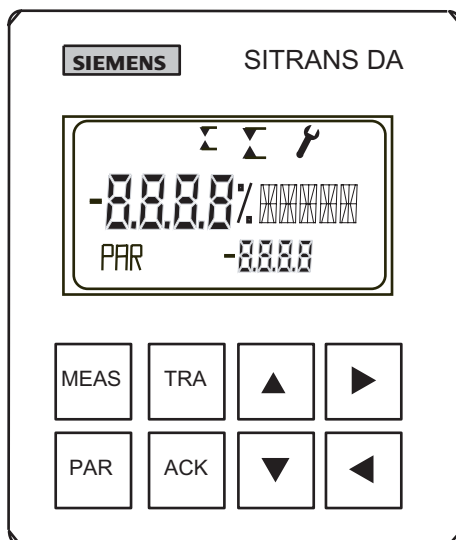 SIEMENS SITRANS DA
-8.8.8.8%
PAR -8.8.8.8
MEAS TRA
PAR ACK